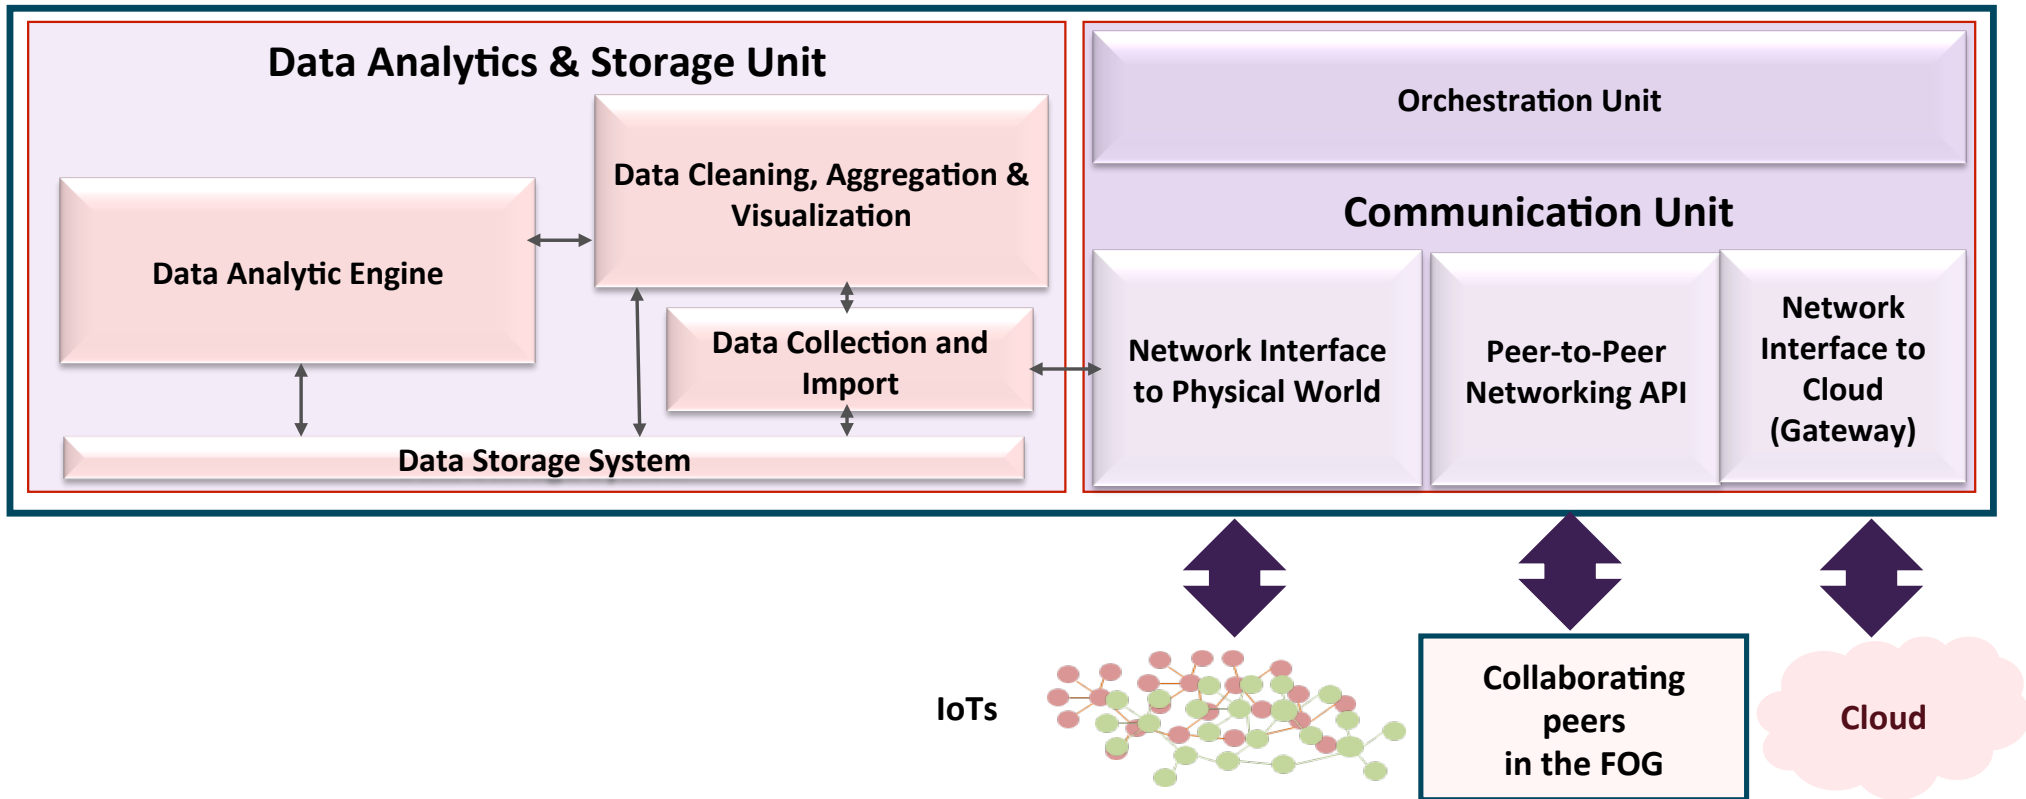 Data Analytics & Storage Unit
Data Cleaning, Aggregation &
Visualization
Data Analytic Engine
Data Collection and
Import
Data Storage System
Orchestration Unit
Communication Unit
Network Interface
to Physical World
Peer-to-Peer
Networking API
Network
Interface to
Cloud
(Gateway)
IoTs
Collaborating
peers
in the FOG
Cloud